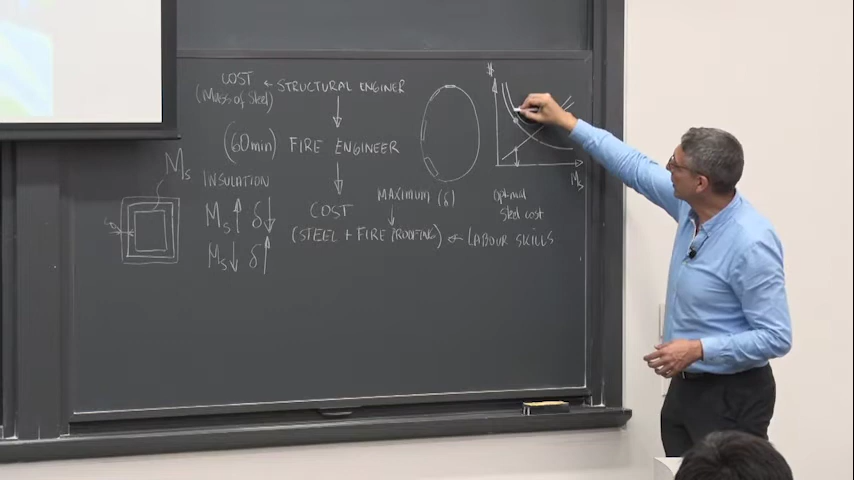 COST ← STRUCTURAL ENGINER
(Mass of Steel)
(60min) FIRE ENGINEER
Ms
INSULATION
Ms ↑ δ ↓
Ms ↓ δ ↑
δ
COST
MAXIMUM (δ)
(STEEL + FIRE PROOFING) ← LABOUR SKILLS
$
Ms
Optimal
steel cost